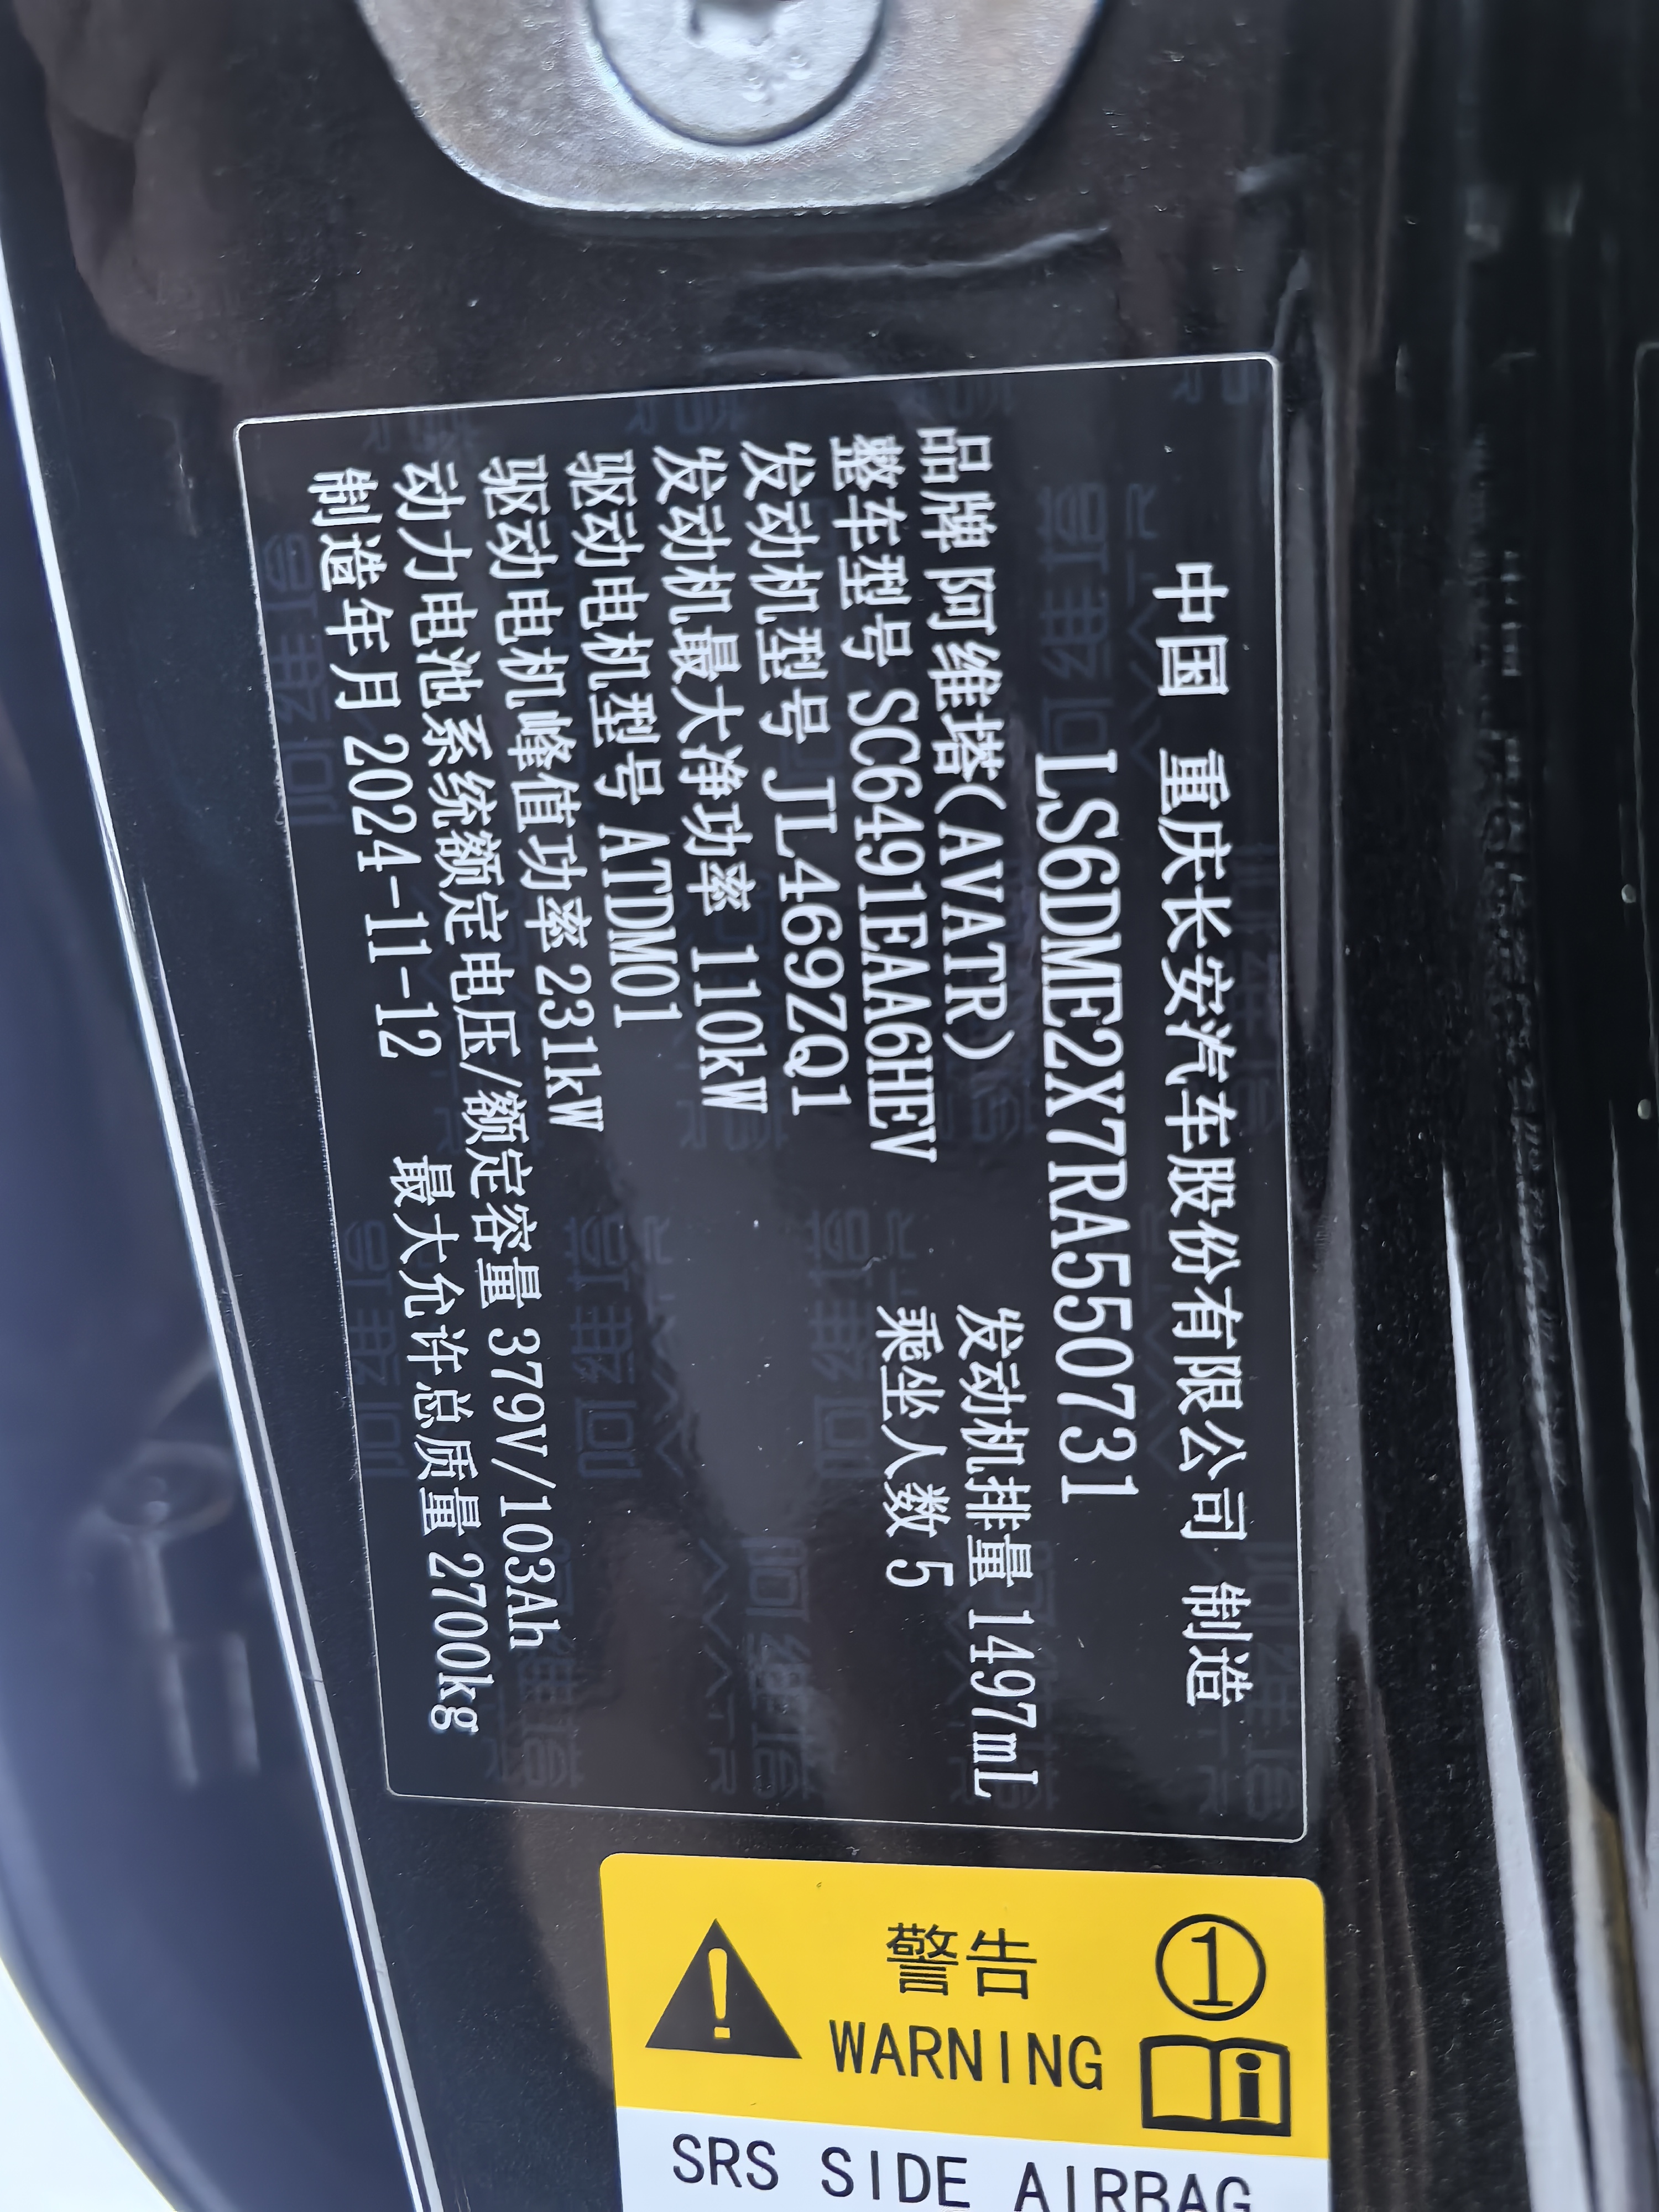 中国 重庆长安汽车股份有限公司 制造
LS6DME2X7RA550731
品牌 阿维塔(AVATR) 发动机排量 1497mL
整车型号 SC6491EAA6HEV 乘坐人数 5
发动机型号 JL469ZQ1
发动机最大净功率 110kW
驱动电机型号 ATDM01
驱动电机峰值功率 231kW
动力电池系统额定电压/额定容量 379V/103Ah
制造年月 2024-11-12 最大允许总质量 2700kg
①
警告
WARNING
SRS SIDE AIRBAG